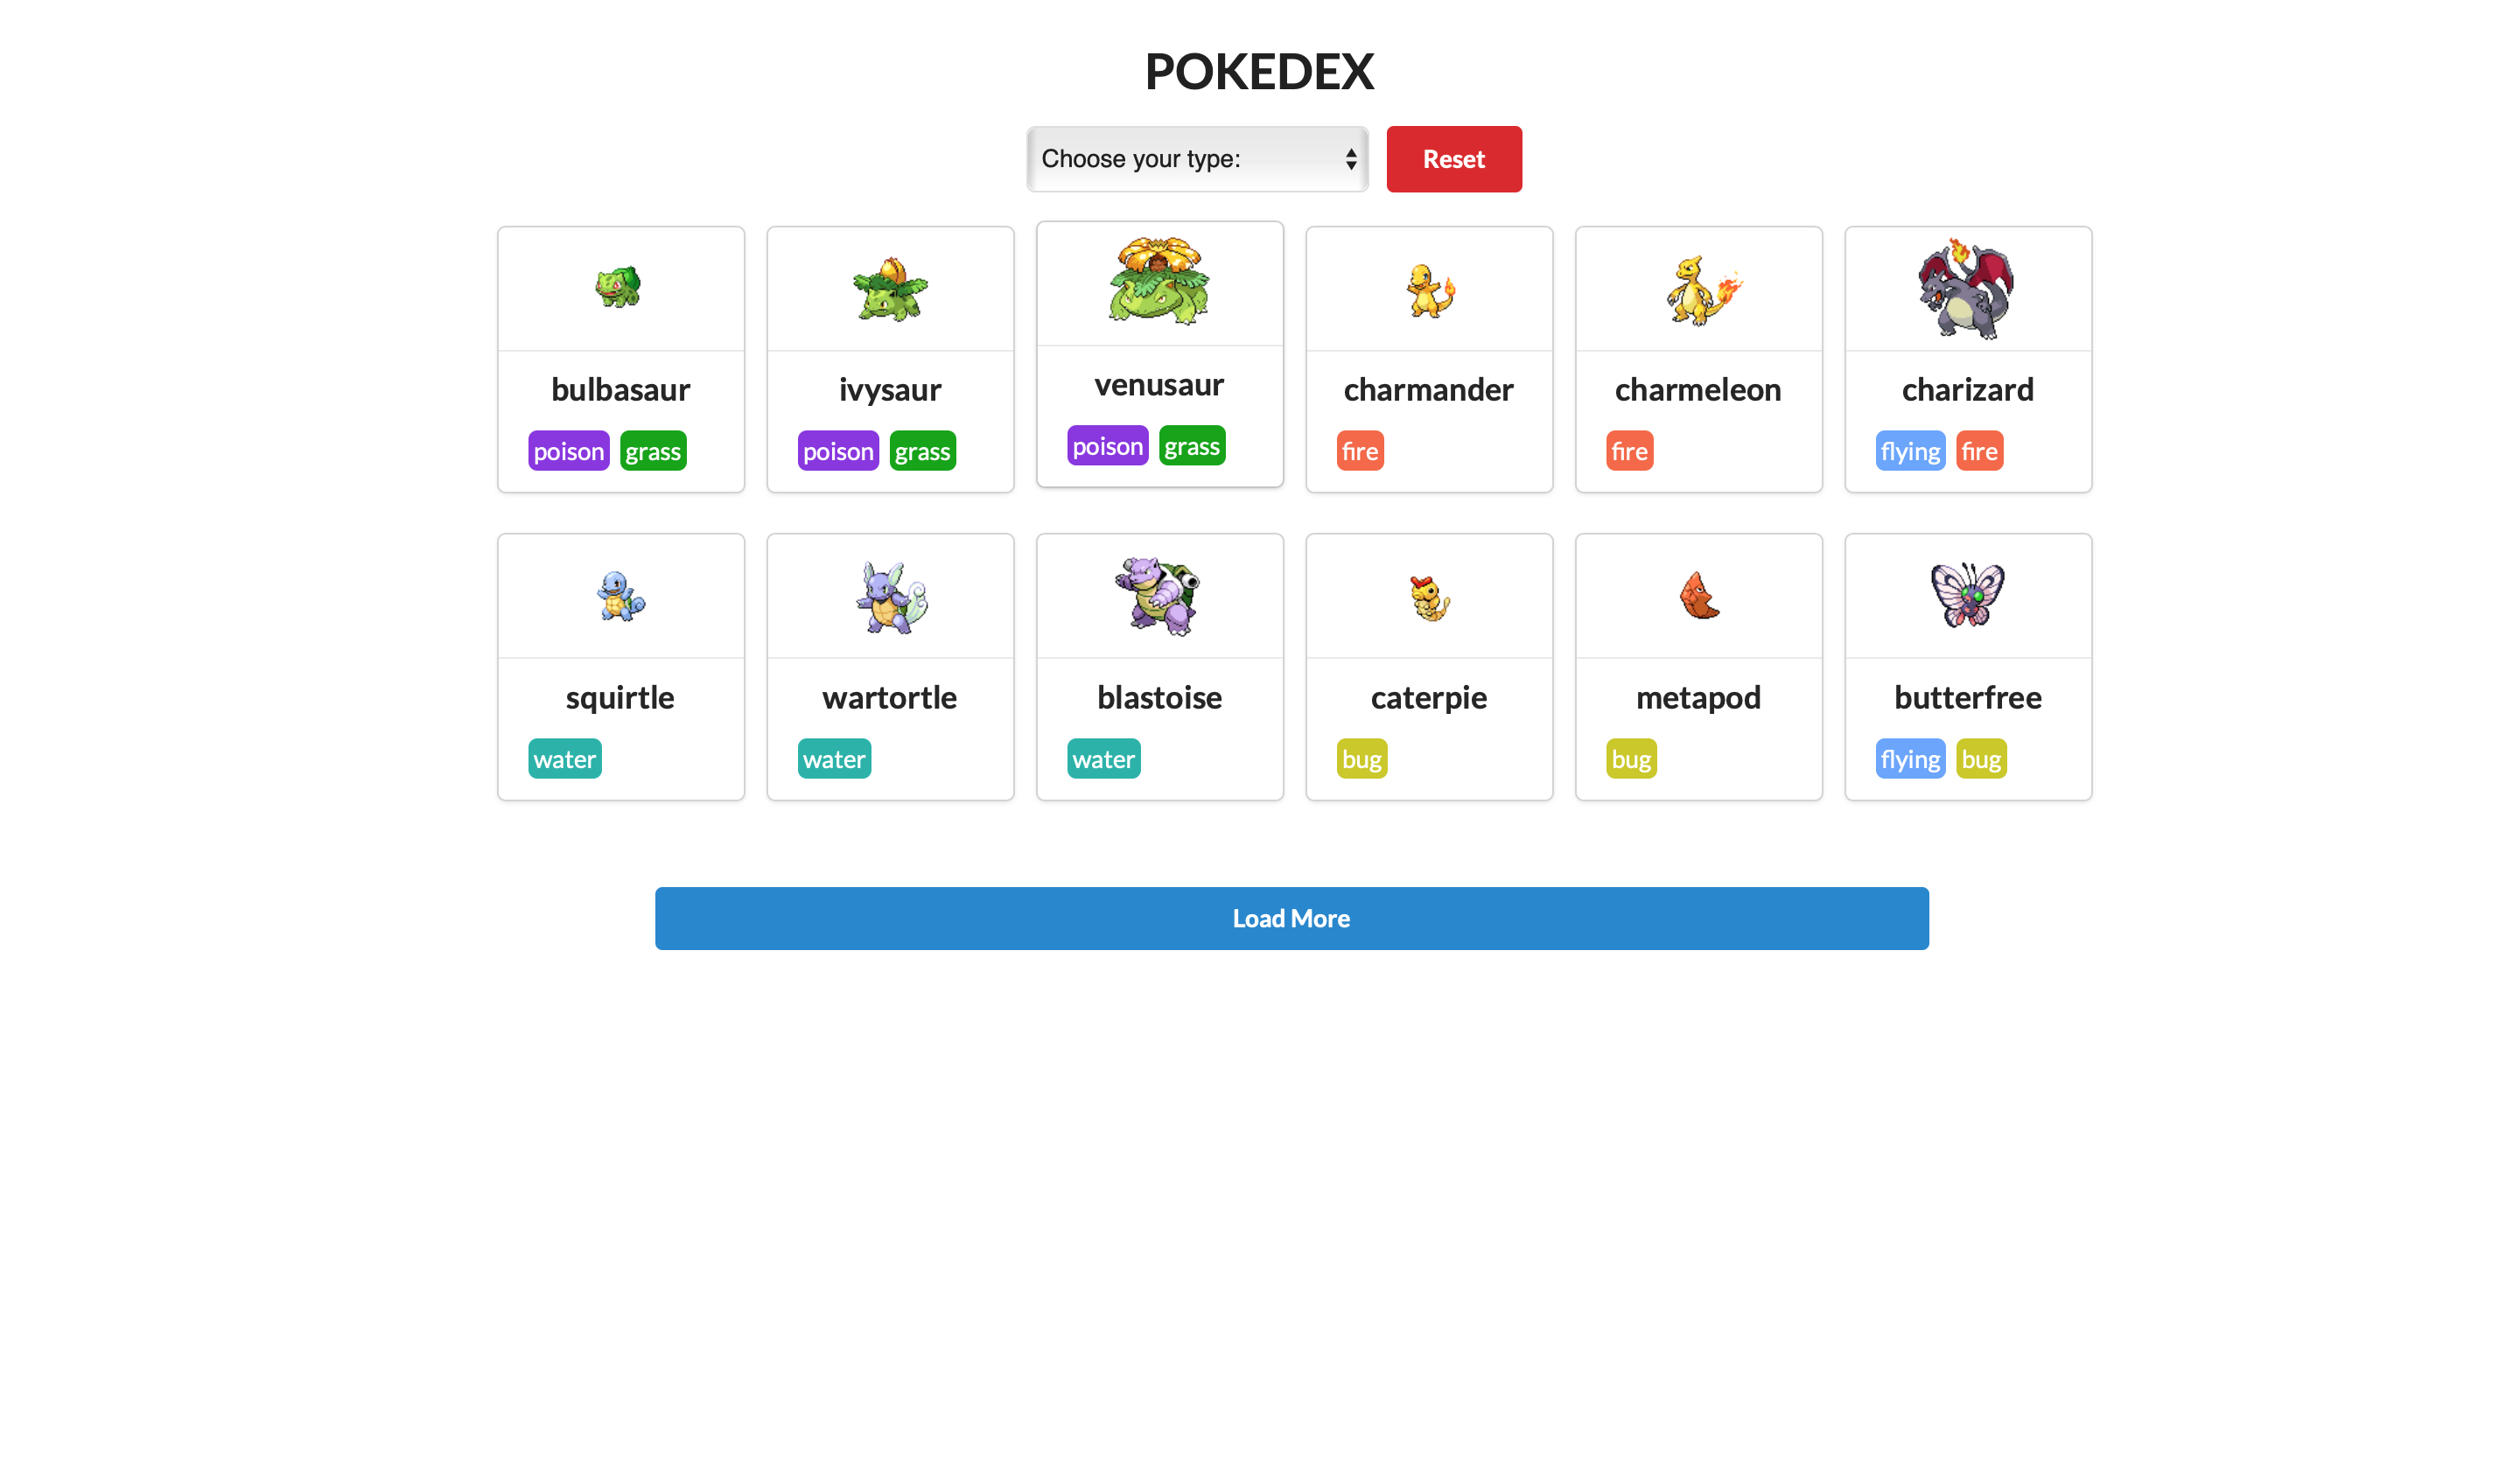 POKEDEX
Choose your type: Reset
bulbasaur ivysaur venusaur charmander charmeleon charizard
poison grass poison grass poison grass fire fire flying fire
squirtle wartortle blastoise caterpie metapod butterfree
water water water bug bug flying bug
Load More